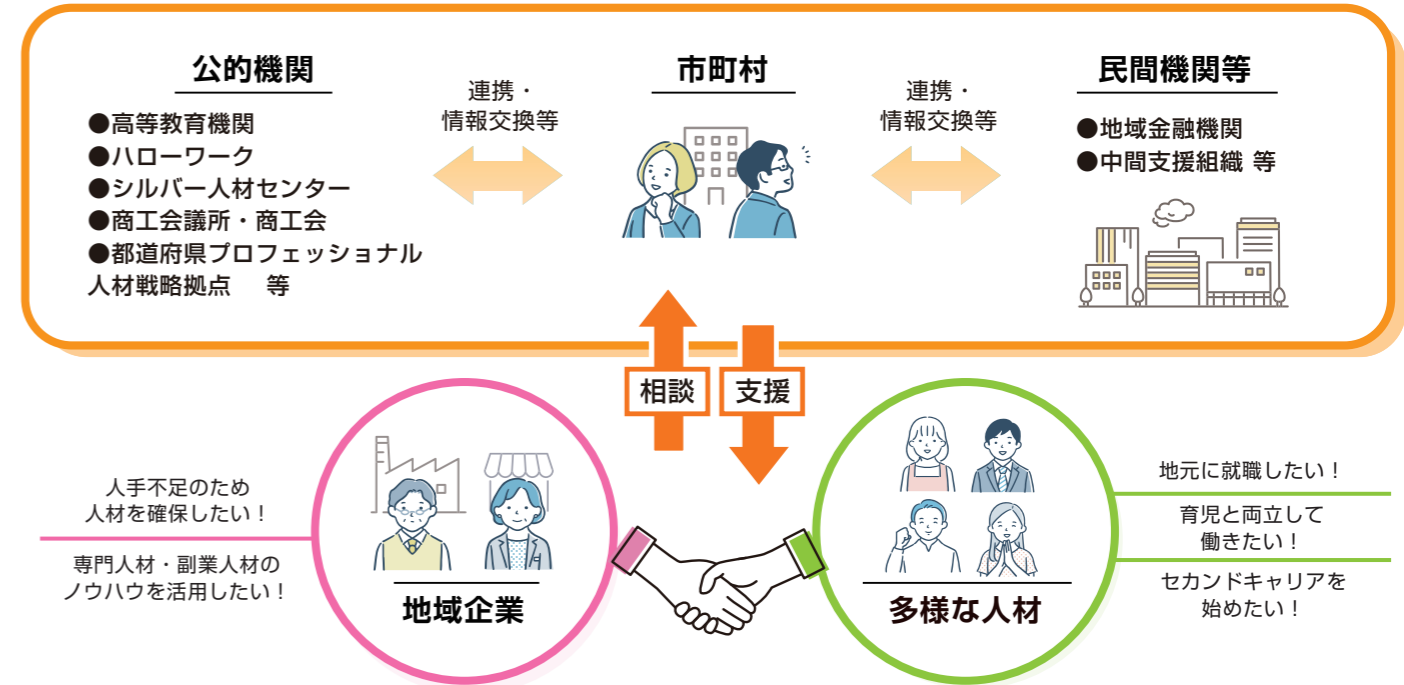 公的機関
●高等教育機関
●ハローワーク
●シルバー人材センター
●商工会議所・商工会
●都道府県プロフェッショナル
人材戦略拠点 等
連携・
情報交換等
市町村
連携・
情報交換等
民間機関等
●地域金融機関
●中間支援組織 等
相談
支援
人手不足のため
人材を確保したい！
専門人材・副業人材の
ノウハウを活用したい！
地域企業
多様な人材
地元に就職したい！
育児と両立して
働きたい！
セカンドキャリアを
始めたい！